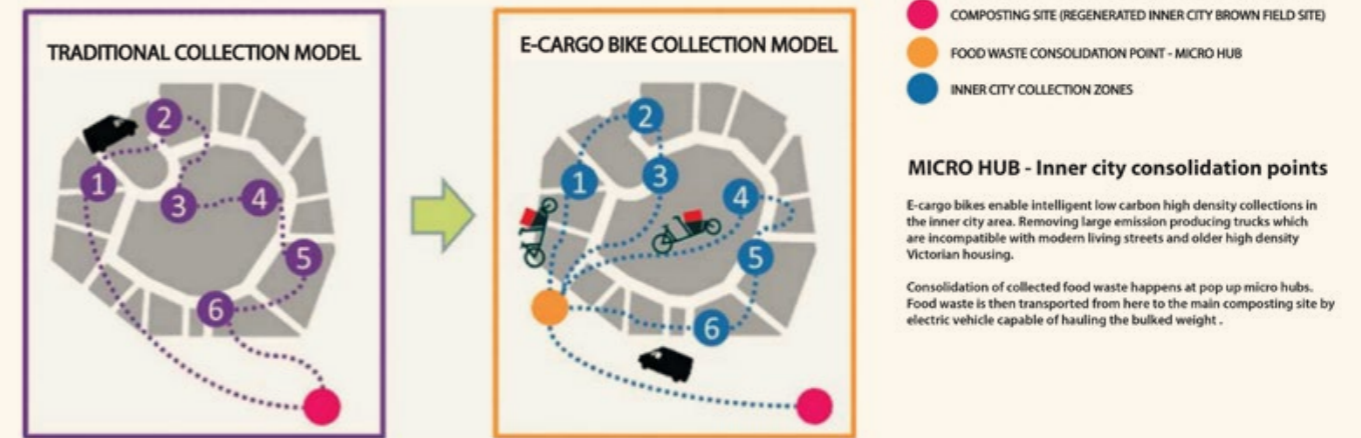 TRADITIONAL COLLECTION MODEL
1
2
3
4
5
6
E-CARGO BIKE COLLECTION MODEL
1
2
3
4
5
6
COMPOSTING SITE (REGENERATED INNER CITY BROWN FIELD SITE)
FOOD WASTE CONSOLIDATION POINT - MICRO HUB
INNER CITY COLLECTION ZONES
MICRO HUB - Inner city consolidation points
E-cargo bikes enable intelligent low carbon high density collections in
the inner city area. Removing large emission producing trucks which
are incompatible with modern living streets and older high density
Victorian housing.
Consolidation of collected food waste happens at pop up micro hubs.
Food waste is then transported from here to the main composting site by
electric vehicle capable of hauling the bulked weight .